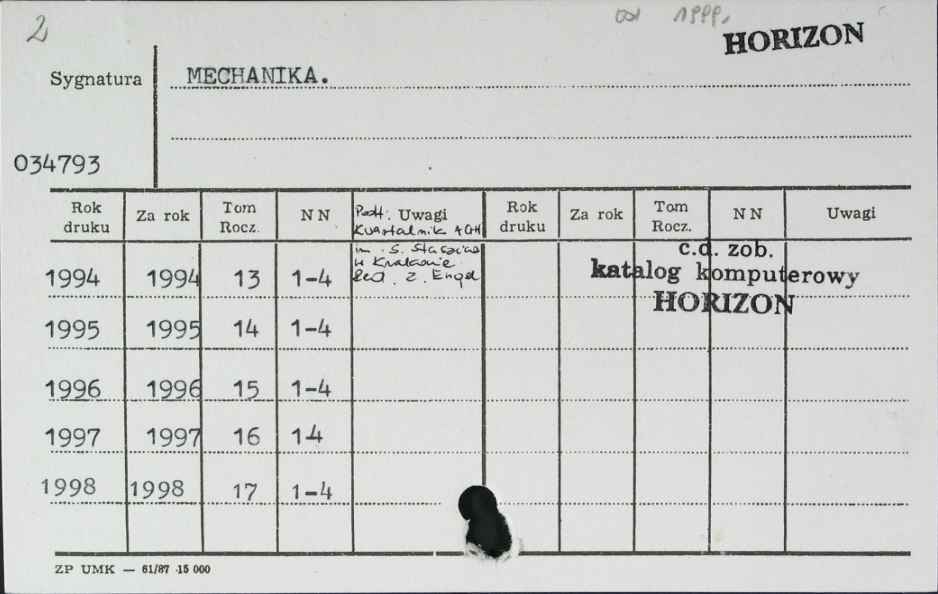 2
od 1999.
HORIZON
Sygnatura
MECHANIKA.
034793
Rok druku Za rok Tom Rocz. NN Uwagi Rok druku Za rok Tom Rocz. NN Uwagi
Podt. Kwartalnik AGH
im. S. Staszica
w Krakowie
Red. Z. Engel
c.d. zob.
katalog komputerowy
HORIZON
1994 1994 13 1-4
1995 1995 14 1-4
1996 1996 15 1-4
1997 1997 16 14
1998 1998 17 1-4
ZP UMK — 61/87 ·15 000